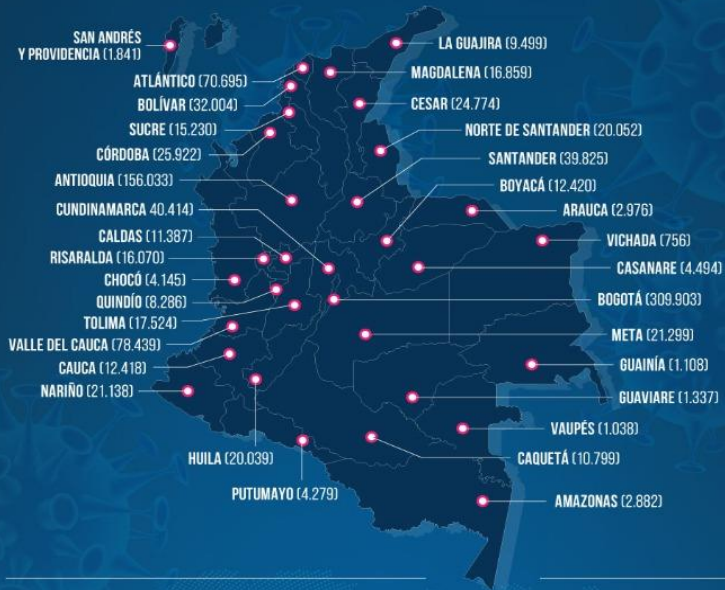 SAN ANDRÉS
Y PROVIDENCIA (1.841)
ATLÁNTICO (70.695)
BOLÍVAR (32.004)
SUCRE (15.230)
CÓRDOBA (25.922)
ANTIOQUIA (156.033)
CUNDINAMARCA 40.414)
CALDAS (11.387)
RISARALDA (16.070)
CHOCÓ (4.145)
QUINDÍO (8.286)
TOLIMA (17.524)
VALLE DEL CAUCA (78.439)
CAUCA (12.418)
NARIÑO (21.138)
HUILA (20.039)
PUTUMAYO (4.279)
LA GUAJIRA (9.499)
MAGDALENA (16.859)
CESAR (24.774)
NORTE DE SANTANDER (20.052)
SANTANDER (39.825)
BOYACÁ (12.420)
ARAUCA (2.976)
VICHADA (756)
CASANARE (4.494)
BOGOTÁ (309.903)
META (21.299)
GUAINÍA (1.108)
GUAVIARE (1.337)
VAUPÉS (1.038)
CAQUETÁ (10.799)
AMAZONAS (2.882)